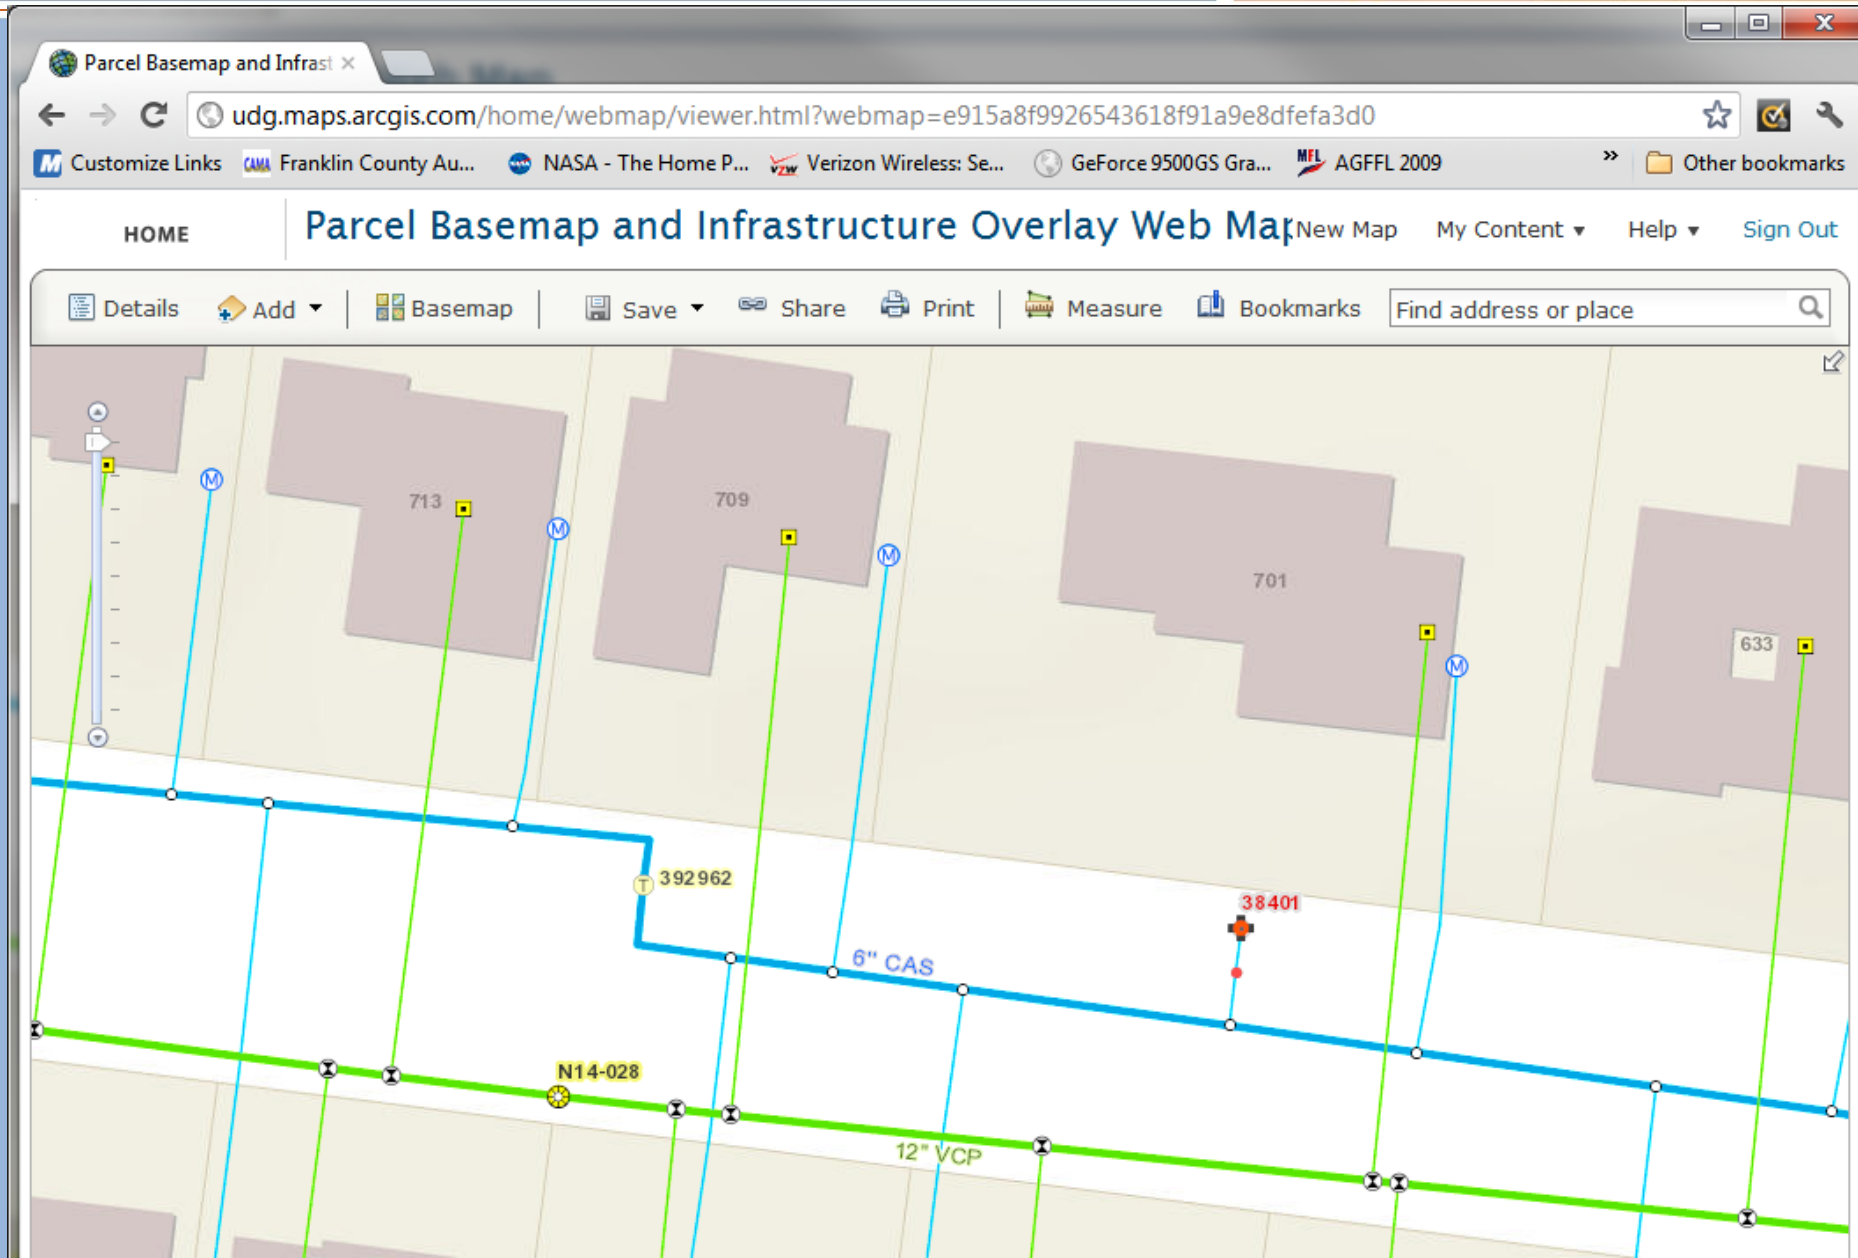 Parcel Basemap and Infrast
udg.maps.arcgis.com/home/webmap/viewer.html?webmap=e915a8f9926543618f91a9e8dfefa3d0
Customize Links CAMA Franklin County Au... NASA - The Home P... vzw Verizon Wireless: Se... GeForce 9500GS Gra... MFL AGFFL 2009 » Other bookmarks
HOME Parcel Basemap and Infrastructure Overlay Web Map New Map My Content Help Sign Out
Details Add Basemap Save Share Print Measure Bookmarks Find address or place
M
713
709
M
M
701
633
M
T 392962
38401
6" CAS
N14-028
12" VCP